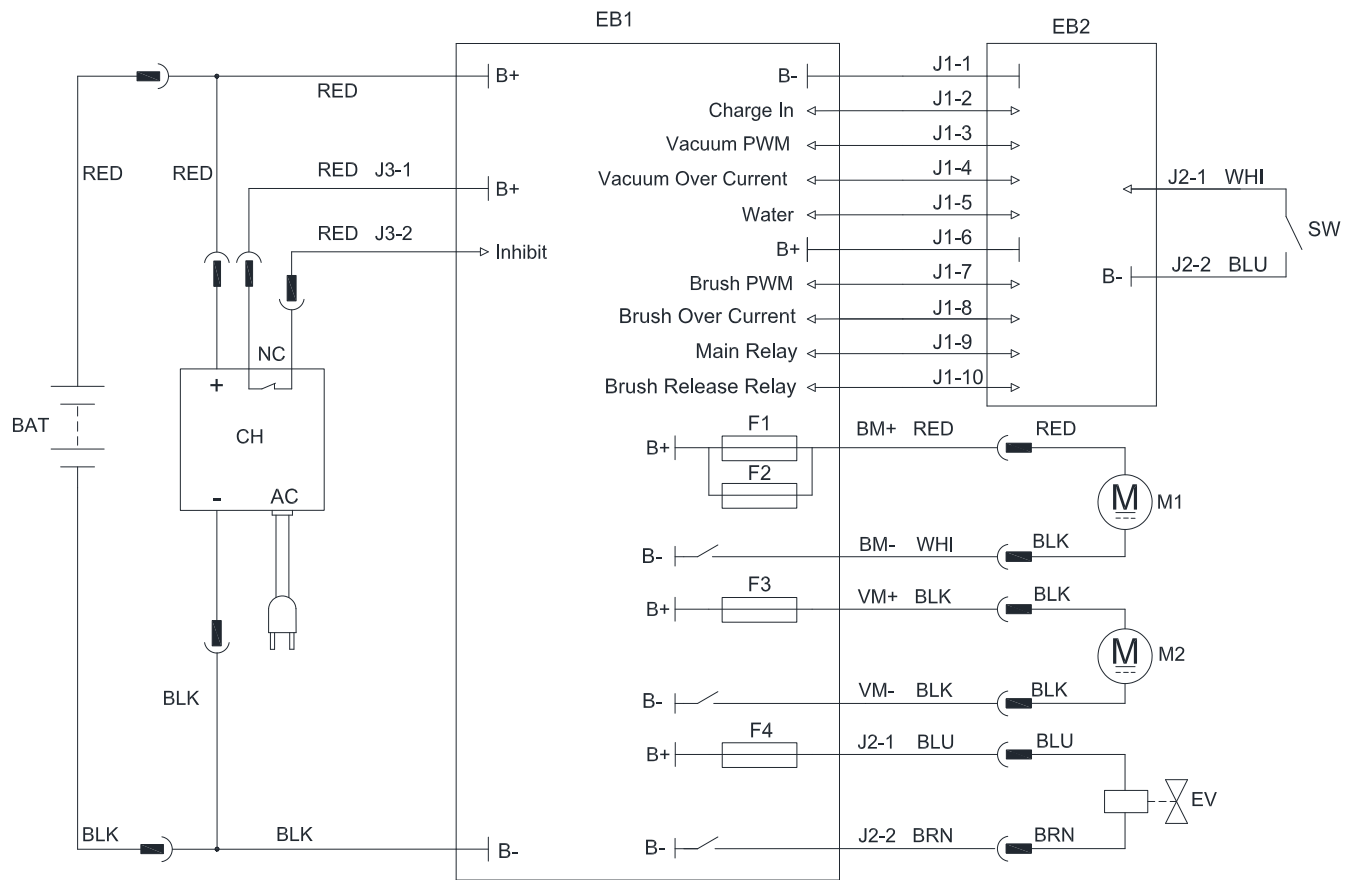 EB1
EB2
RED
B+
B-
J1-1
Charge In
J1-2
Vacuum PWM
J1-3
RED
RED
RED J3-1
B+
Vacuum Over Current
J1-4
J2-1 WHI
Water
J1-5
SW
RED J3-2
Inhibit
B+
J1-6
B-
J2-2 BLU
Brush PWM
J1-7
Brush Over Current
J1-8
NC
Main Relay
J1-9
+
Brush Release Relay
J1-10
BAT
CH
B+
F1
BM+ RED
RED
F2
-
AC
M
M1
B-
BM- WHI
BLK
B+
F3
VM+ BLK
BLK
M
M2
BLK
B-
VM- BLK
BLK
B+
F4
J2-1 BLU
BLU
EV
BLK
BLK
B-
B-
J2-2 BRN
BRN